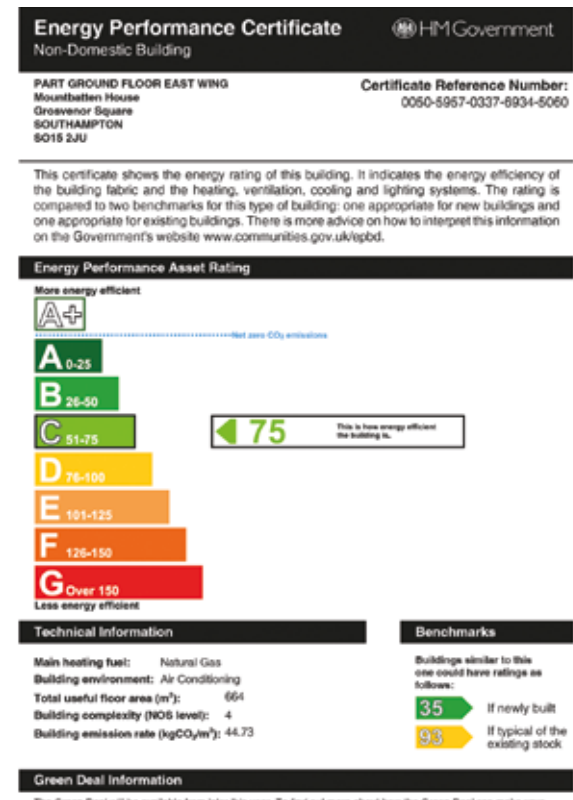 Energy Performance Certificate
HM Government
Non-Domestic Building
PART GROUND FLOOR EAST WING
Mountbatten House
Grosvenor Square
SOUTHAMPTON
SO15 2JU
Certificate Reference Number:
0050-5957-0337-6934-5060
This certificate shows the energy rating of this building. It indicates the energy efficiency of
the building fabric and the heating, ventilation, cooling and lighting systems. The rating is
compared to two benchmarks for this type of building: one appropriate for new buildings and
one appropriate for existing buildings. There is more advice on how to interpret this information
on the Government's website www.communities.gov.uk/epbd.
Energy Performance Asset Rating
More energy efficient
A+
Net zero CO₂ emissions
A 0-25
B 26-50
C 51-75
75
This is how energy efficient
the building is.
D 76-100
E 101-125
F 126-150
G Over 150
Less energy efficient
Technical Information
Main heating fuel: Natural Gas
Building environment: Air Conditioning
Total useful floor area (m²): 664
Building complexity (NOS level): 4
Building emission rate (kgCO₂/m²): 44.73
Benchmarks
Buildings similar to this
one could have ratings as
follows:
35 If newly built
93 If typical of the
existing stock
Green Deal Information